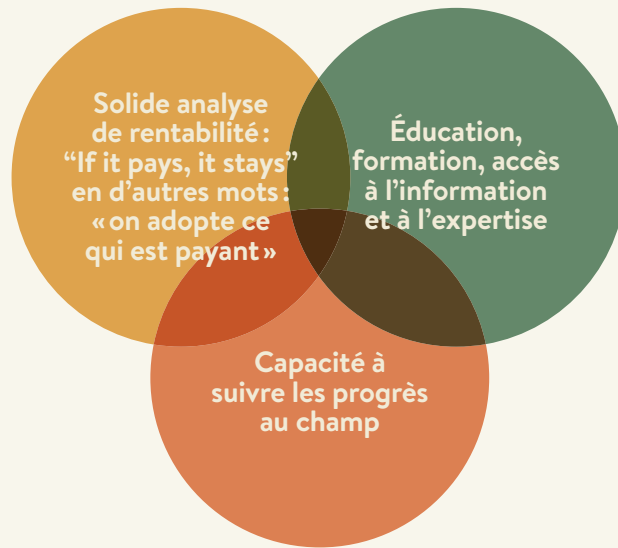 Solide analyse
de rentabilité :
“If it pays, it stays”
en d’autres mots :
« on adopte ce
qui est payant »
Éducation,
formation, accès
à l’information
et à l’expertise
Capacité à
suivre les progrès
au champ